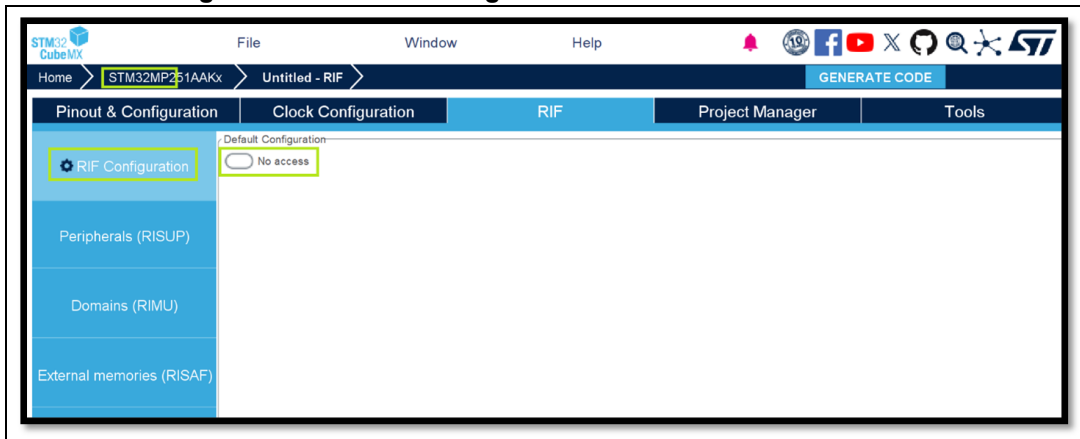 STM32
CubeMX
File Window Help
19
Home STM32MP251AAKx Untitled - RIF GENERATE CODE
Pinout & Configuration Clock Configuration RIF Project Manager Tools
Default Configuration
RIF Configuration No access
Peripherals (RISUP)
Domains (RIMU)
External memories (RISAF)